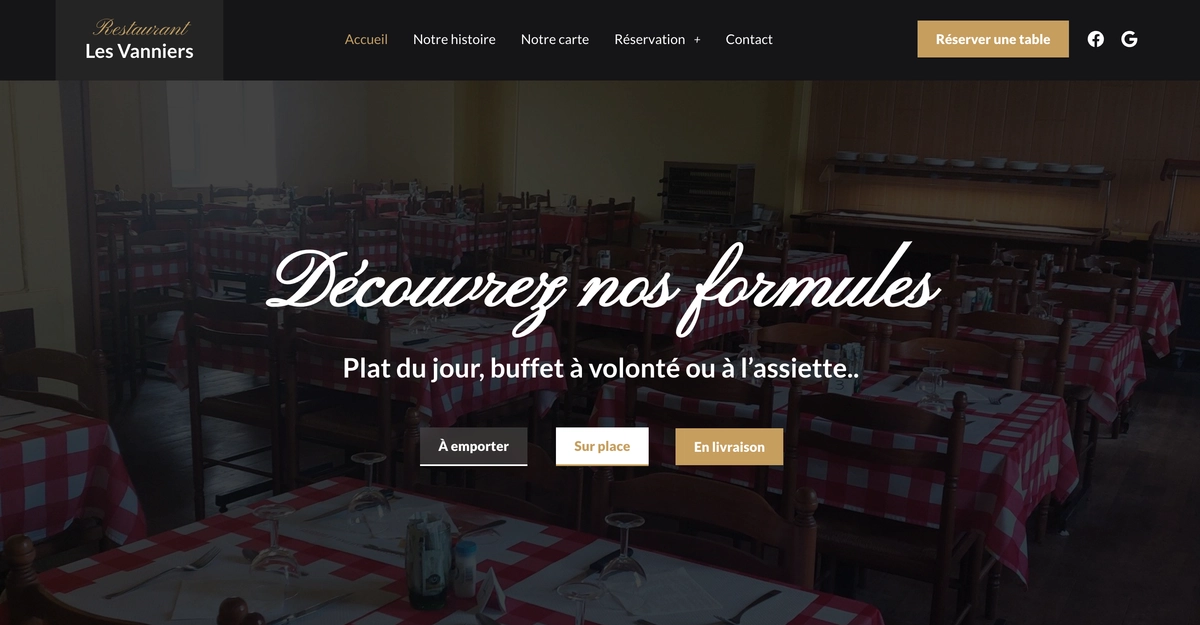 Restaurant
Les Vanniers
Accueil
Notre histoire
Notre carte
Réservation +
Contact
Réserver une table
Découvrez nos formules
Plat du jour, buffet à volonté ou à l’assiette..
À emporter
Sur place
En livraison